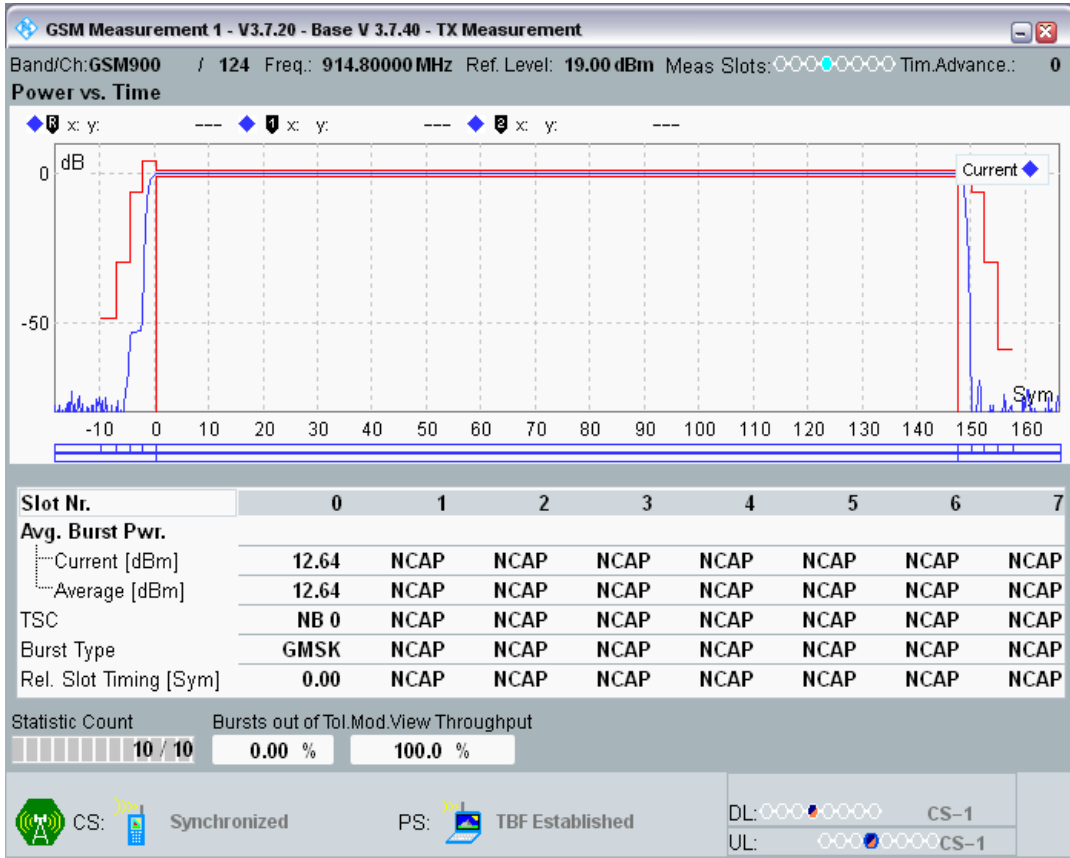 GSM Measurement 1 - V3.7.20 - Base V 3.7.40 - TX Measurement
Band/Ch:GSM900 / 124 Freq.: 914.80000 MHz Ref. Level: 19.00 dBm Meas Slots: Tim.Advance.: 0
Power vs. Time
R x: y: --- 1 x: y: --- 2 x: y: ---
dB
Current
0
-50
Sym
-10 0 10 20 30 40 50 60 70 80 90 100 110 120 130 140 150 160
Slot Nr. 0 1 2 3 4 5 6 7
Avg. Burst Pwr.
Current [dBm] 12.64 NCAP NCAP NCAP NCAP NCAP NCAP NCAP
Average [dBm] 12.64 NCAP NCAP NCAP NCAP NCAP NCAP NCAP
TSC NB 0 NCAP NCAP NCAP NCAP NCAP NCAP NCAP
Burst Type GMSK NCAP NCAP NCAP NCAP NCAP NCAP NCAP
Rel. Slot Timing [Sym] 0.00 NCAP NCAP NCAP NCAP NCAP NCAP NCAP
Statistic Count Bursts out of Tol.Mod.View Throughput
10 / 10 0.00 % 100.0 %
CS: Synchronized PS: TBF Established
DL: CS-1
UL: CS-1